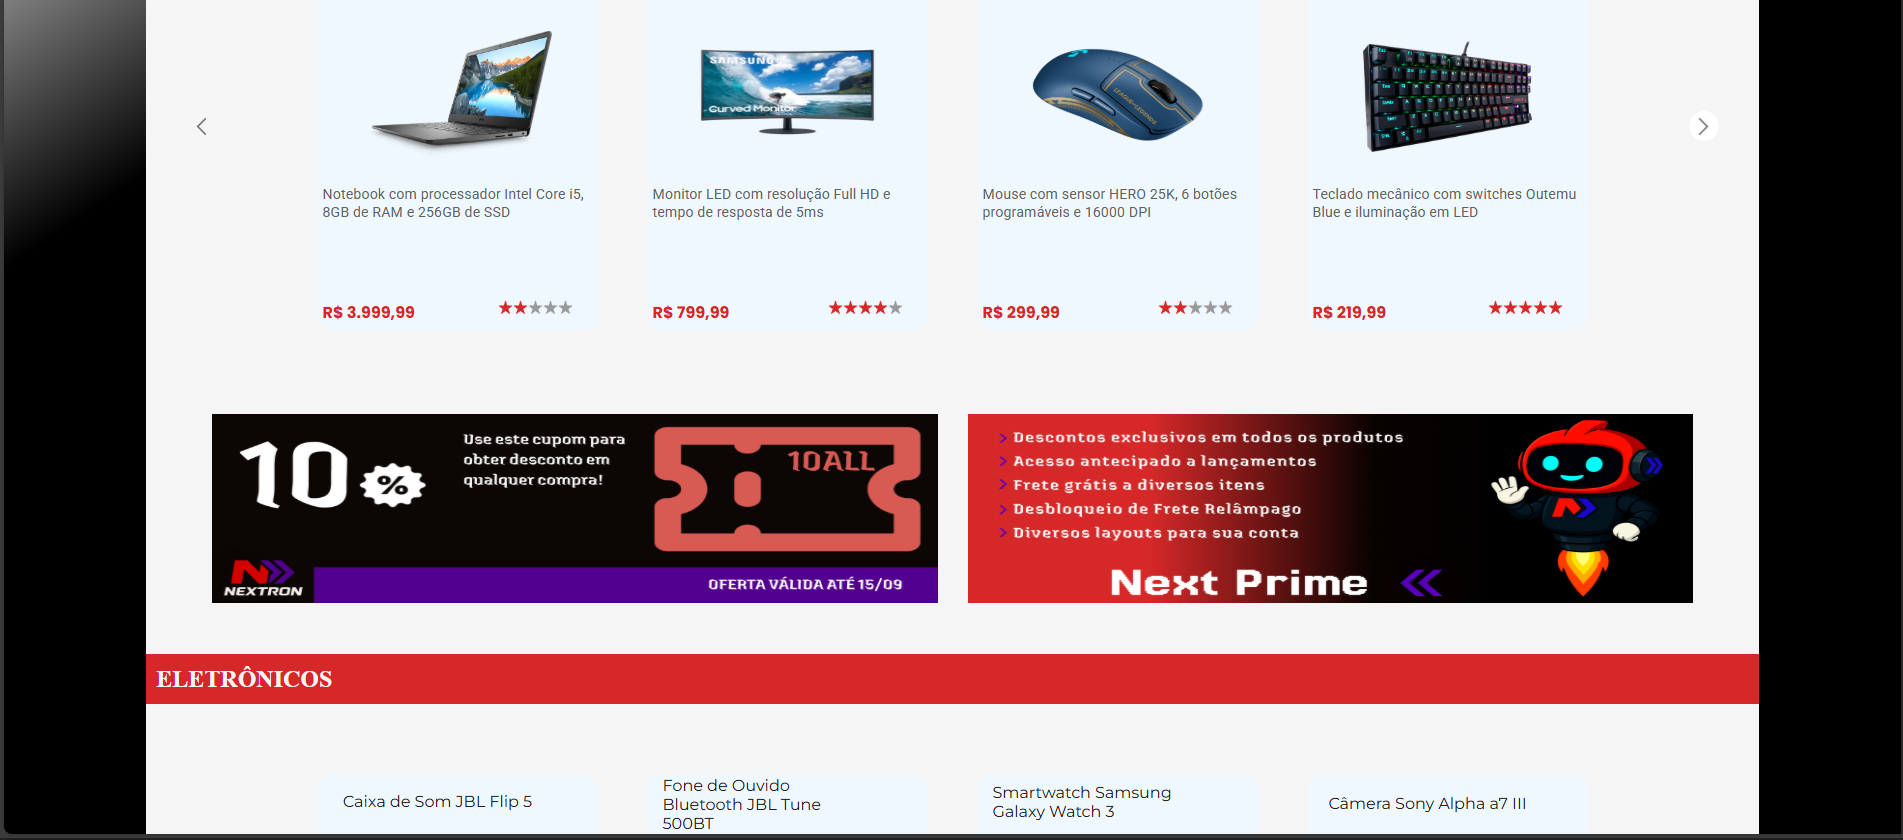 SAMSUNG
Curved Monitor
LEAGUE OF LEGENDS
Notebook com processador Intel Core i5,
8GB de RAM e 256GB de SSD
R$ 3.999,99
Monitor LED com resolução Full HD e
tempo de resposta de 5ms
R$ 799,99
Mouse com sensor HERO 25K, 6 botões
programáveis e 16000 DPI
R$ 299,99
Teclado mecânico com switches Outemu
Blue e iluminação em LED
R$ 219,99
10%
Use este cupom para
obter desconto em
qualquer compra!
10ALL
NEXTRON
OFERTA VÁLIDA ATÉ 15/09
Descontos exclusivos em todos os produtos
Acesso antecipado a lançamentos
Frete grátis a diversos itens
Desbloqueio de Frete Relâmpago
Diversos layouts para sua conta
Next Prime
ELETRÔNICOS
Caixa de Som JBL Flip 5
Fone de Ouvido
Bluetooth JBL Tune
500BT
Smartwatch Samsung
Galaxy Watch 3
Câmera Sony Alpha a7 III